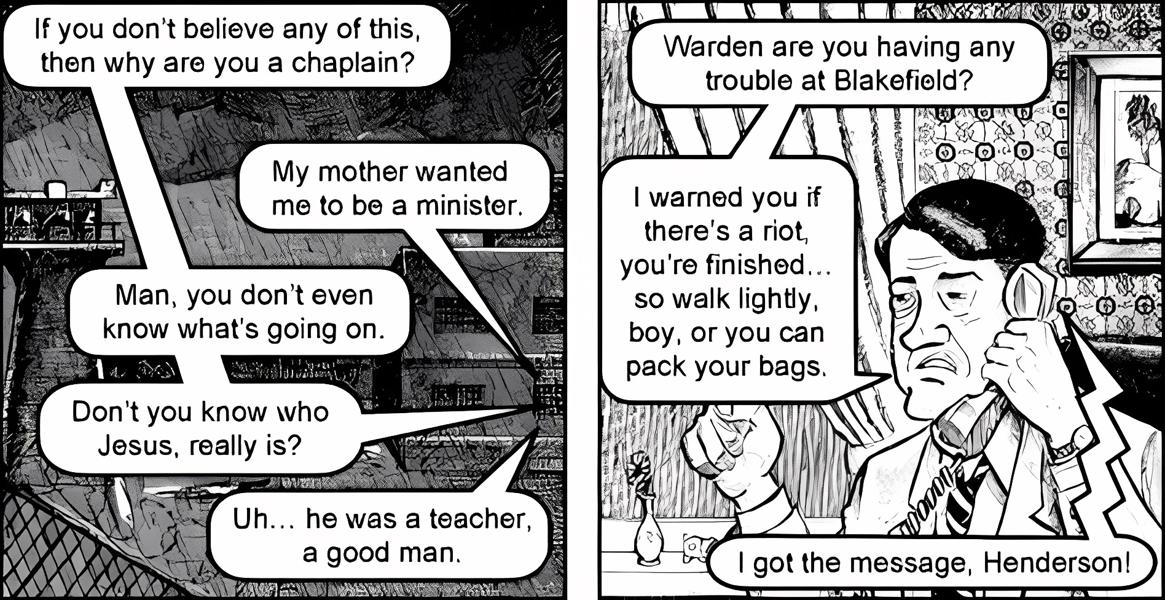 If you don't believe any of this,
then why are you a chaplain?
My mother wanted
me to be a minister.
Man, you don't even
know what's going on.
Don't you know who
Jesus, really is?
Uh... he was a teacher,
a good man.
Warden are you having any
trouble at Blakefield?
I warned you if
there's a riot,
you're finished...
so walk lightly,
boy, or you can
pack your bags.
I got the message, Henderson!